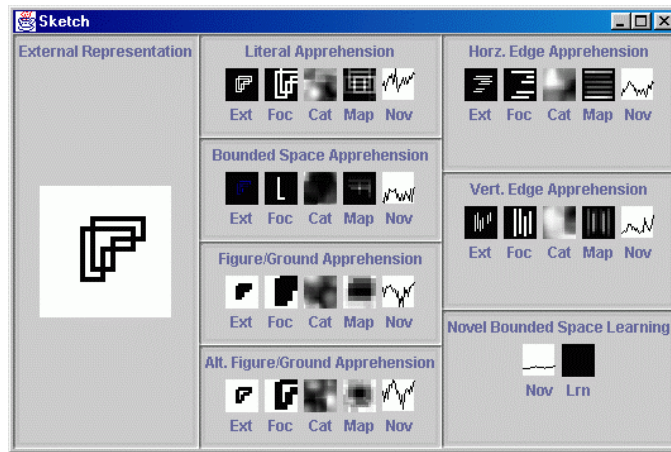 Sketch
External Representation
Literal Apprehension
Ext Foc Cat Map Nov
Bounded Space Apprehension
Ext Foc Cat Map Nov
Figure/Ground Apprehension
Ext Foc Cat Map Nov
Alt. Figure/Ground Apprehension
Ext Foc Cat Map Nov
Horz. Edge Apprehension
Ext Foc Cat Map Nov
Vert. Edge Apprehension
Ext Foc Cat Map Nov
Novel Bounded Space Learning
Nov Lrn